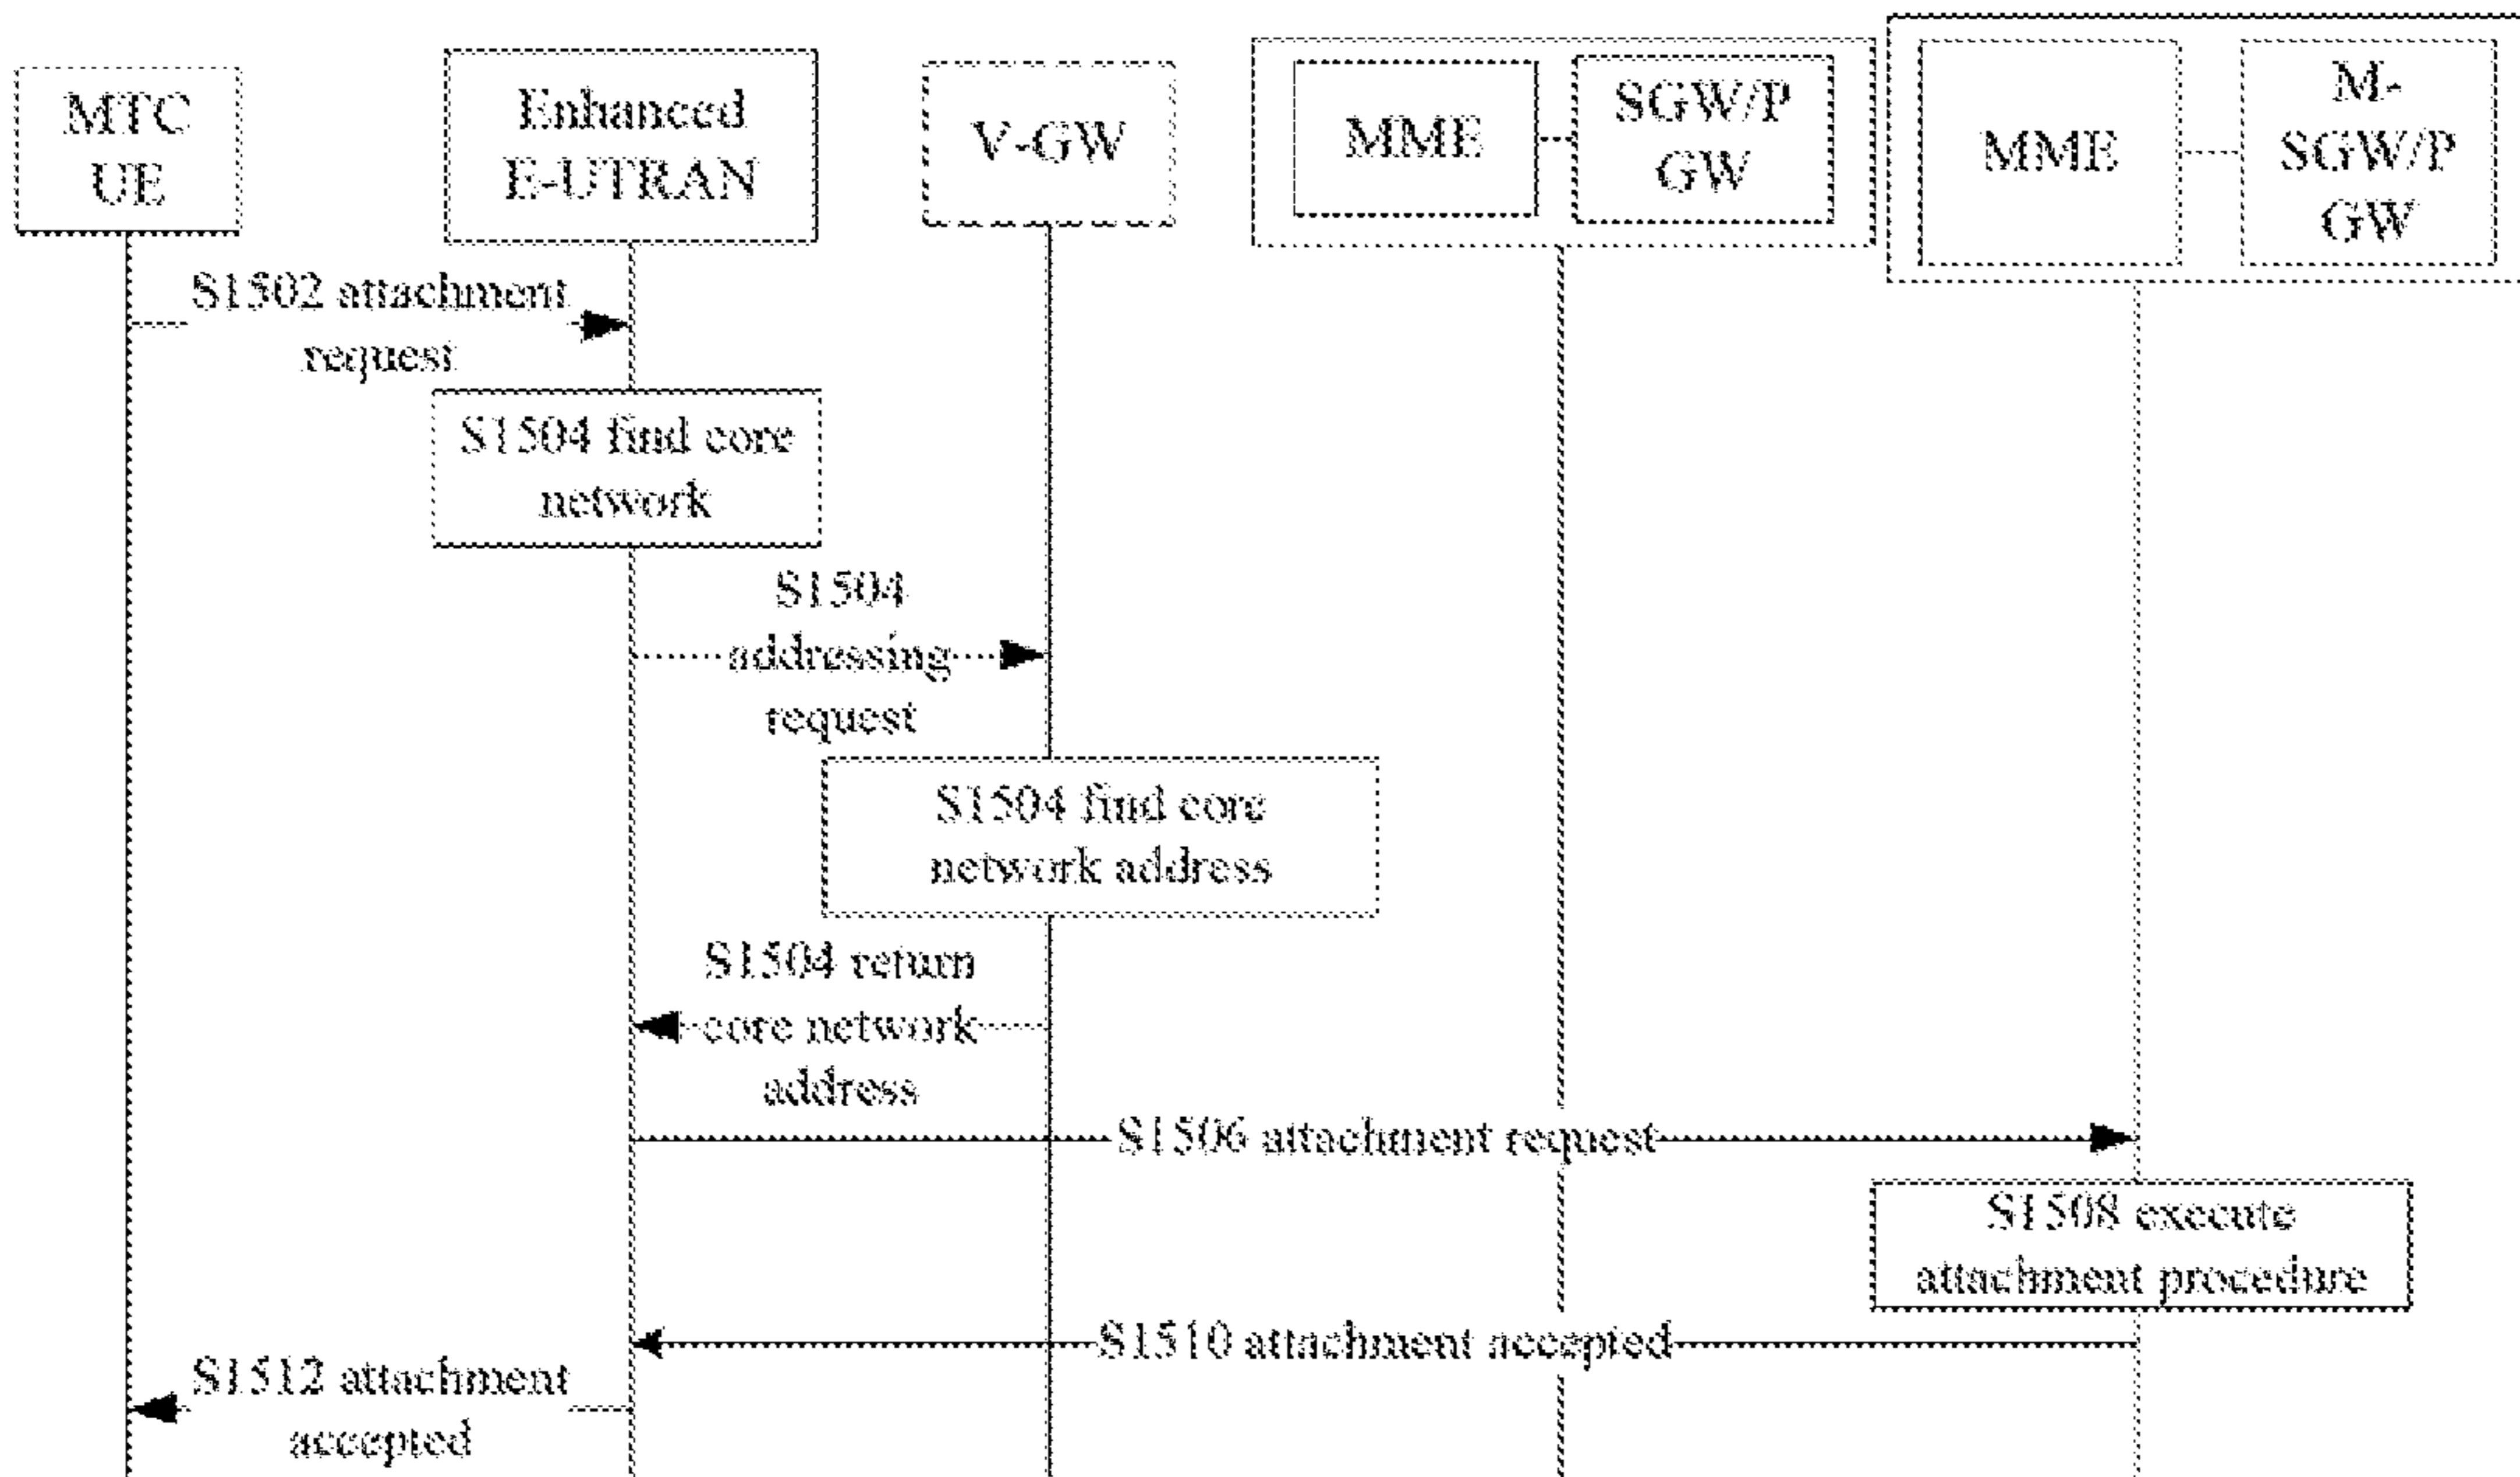 MTC
UE
Enhanced
E-UTRAN
V-GW
MME
SGW/P
GW
MME
M-
SGW/P
GW
S1502 attachment
request
S1504 find core
network
S1504
addressing
request
S1504 find core
network address
S1504 return
core network
address
S1506 attachment request
S1508 execute
attachment procedure
S1510 attachment accepted
S1512 attachment
accepted